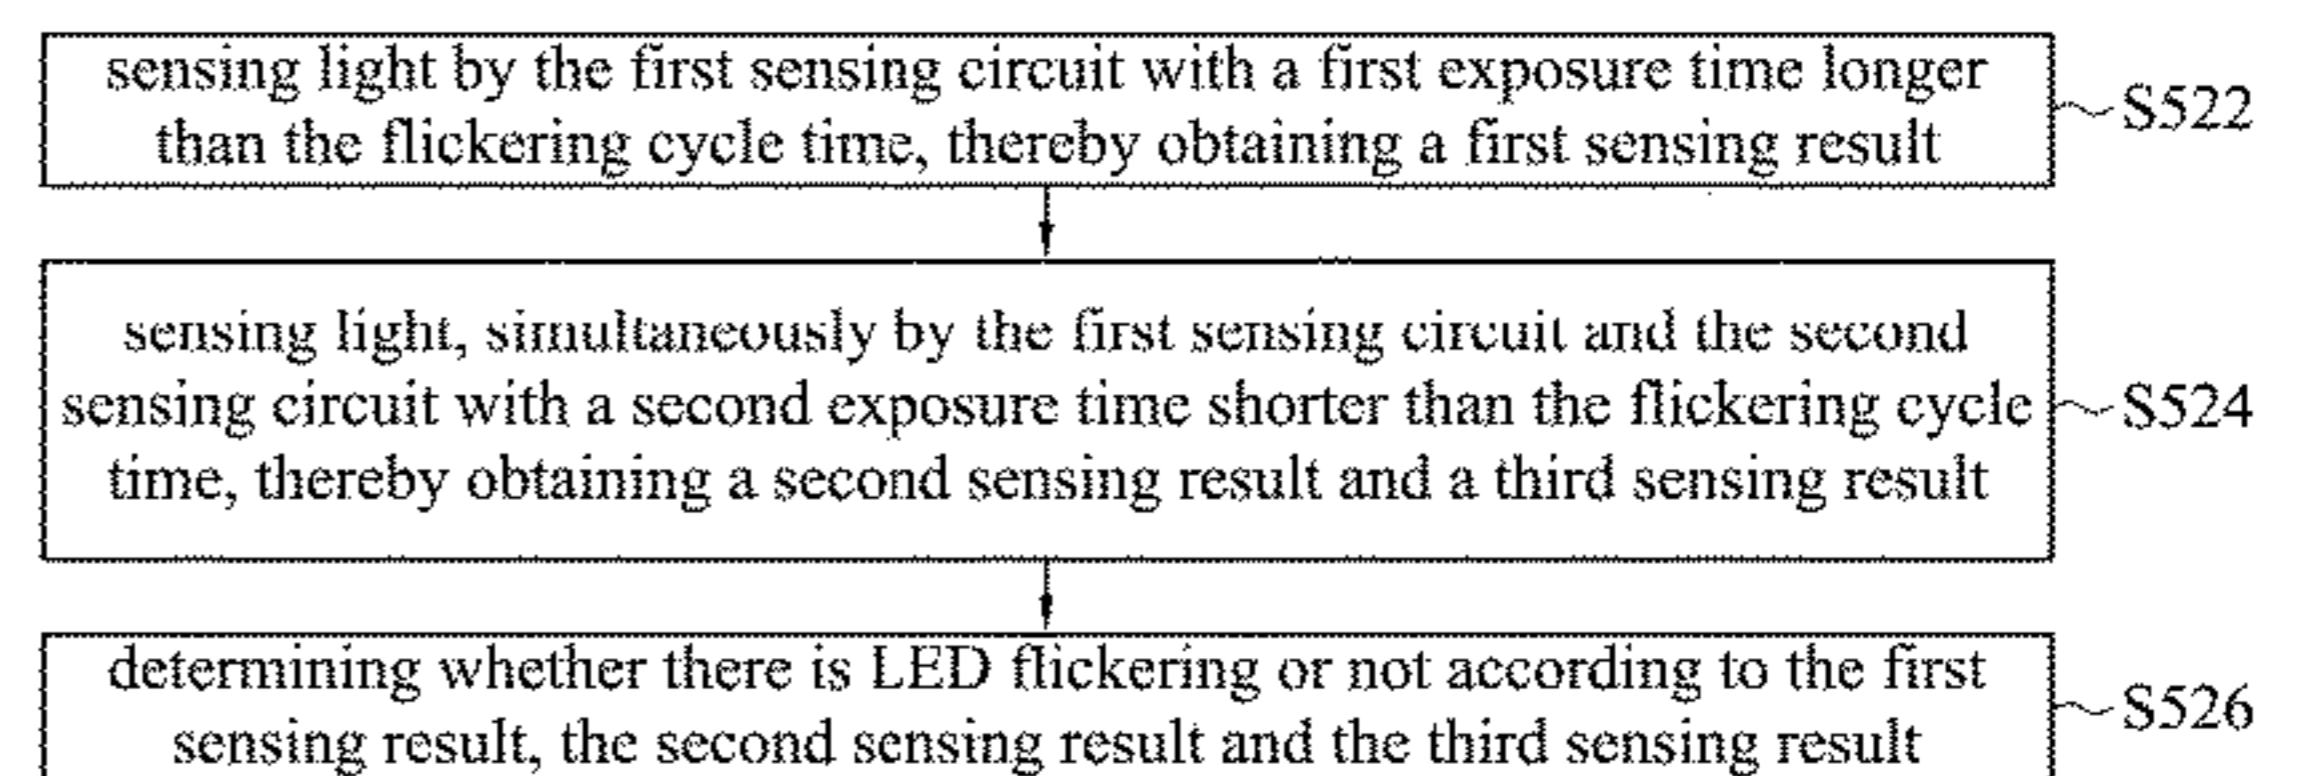 sensing light by the first sensing circuit with a first exposure time longer
than the flickering cycle time, thereby obtaining a first sensing result
S522
sensing light, simultaneously by the first sensing circuit and the second
sensing circuit with a second exposure time shorter than the flickering cycle
time, thereby obtaining a second sensing result and a third sensing result
S524
determining whether there is LED flickering or not according to the first
sensing result, the second sensing result and the third sensing result
S526